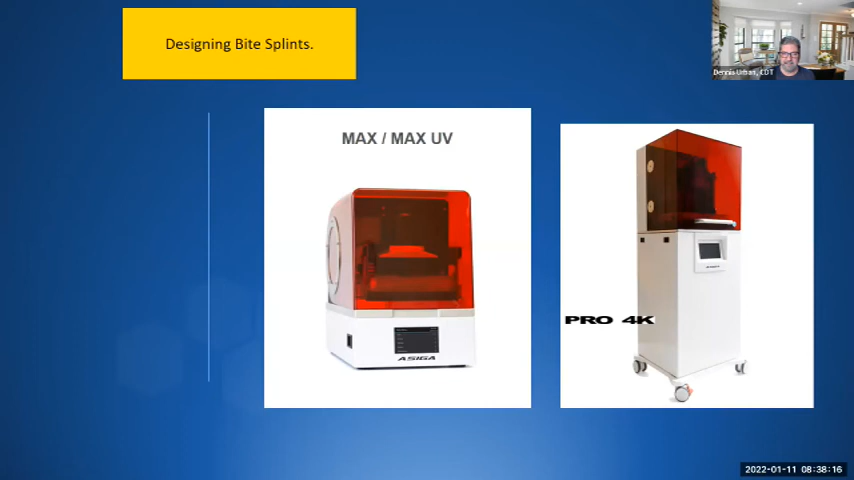 Designing Bite Splints.
Dennis Urban, CDT
MAX / MAX UV
ASIGA
PRO 4K
2022-01-11 08:38:16